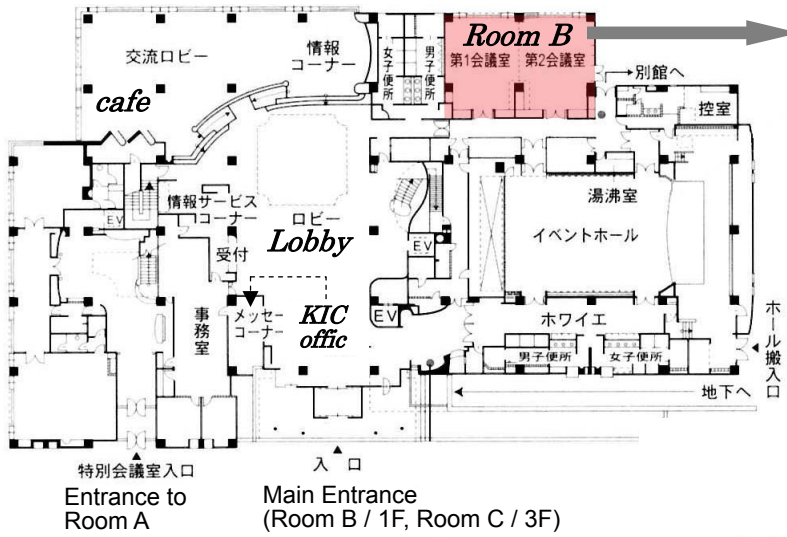 Room B
第1会議室
第2会議室
交流ロビー
情報
コーナー
女子便所
男子便所
別館へ
cafe
控室
情報サービス
コーナー
湯沸室
ロビー
Lobby
イベントホール
EV
EV
受付
KIC
offic
メッセー
コーナー
EV
事務室
ホワイエ
男子便所
女子便所
ホール搬入口
地下へ
特別会議室入口
入口
Entrance to
Room A
Main Entrance
(Room B / 1F, Room C / 3F)